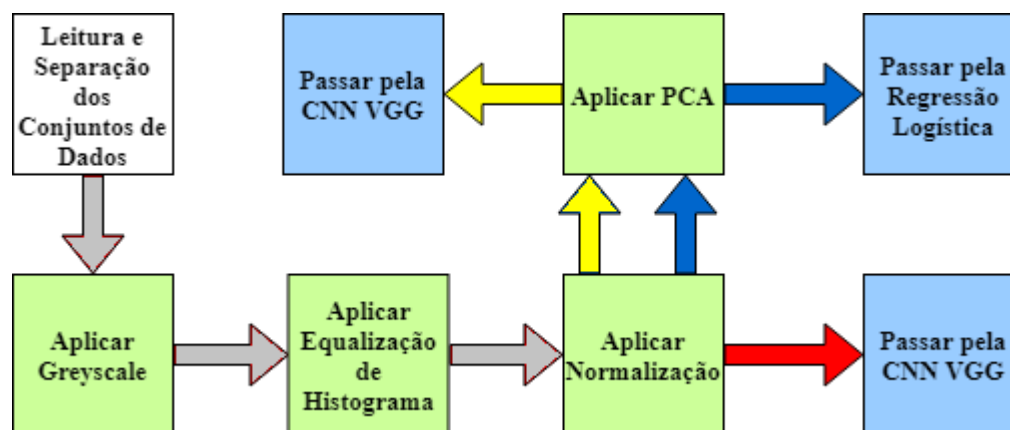 Leitura e
Separação
dos
Conjuntos de
Dados
Passar pela
CNN VGG
Aplicar PCA
Passar pela
Regressão
Logística
Aplicar
Greyscale
Aplicar
Equalização
de
Histograma
Aplicar
Normalização
Passar pela
CNN VGG